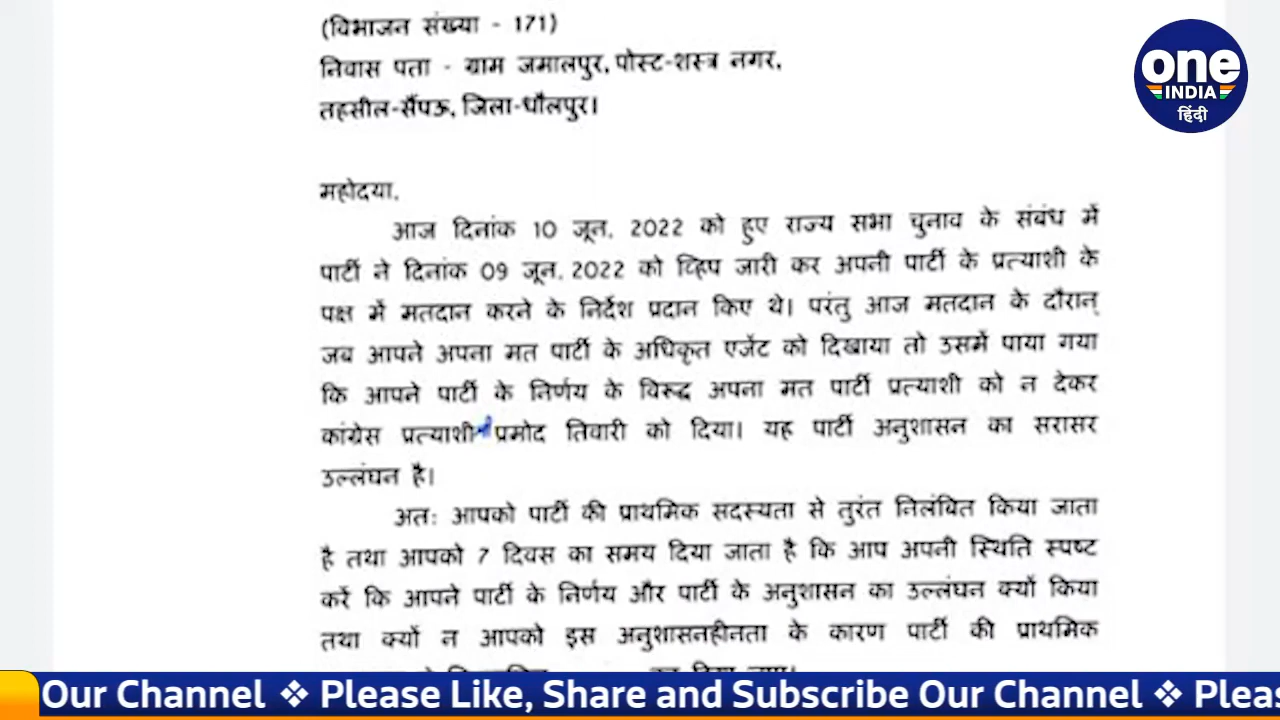 (विभाजन संख्या - 171)
निवास पता - ग्राम जमालपुर, पोस्ट-शस्त्र नगर,
तहसील-सैंपऊ, जिला-धौलपुर।
one
INDIA
हिंदी
महोदया,
आज दिनांक 10 जून, 2022 को हुए राज्य सभा चुनाव के संबंध में
पार्टी ने दिनांक 09 जून, 2022 को व्हिप जारी कर अपनी पार्टी के प्रत्याशी के
पक्ष में मतदान करने के निर्देश प्रदान किए थे। परंतु आज मतदान के दौरान्
जब आपने अपना मत पार्टी के अधिकृत एजेंट को दिखाया तो उसमें पाया गया
कि आपने पार्टी के निर्णय के विरूद्ध अपना मत पार्टी प्रत्याशी को न देकर
कांग्रेस प्रत्याशी प्रमोद तिवारी को दिया। यह पार्टी अनुशासन का सरासर
उल्लंघन है।
अतः आपको पार्टी की प्राथमिक सदस्यता से तुरंत निलंबित किया जाता
है तथा आपको 7 दिवस का समय दिया जाता है कि आप अपनी स्थिति स्पष्ट
करें कि आपने पार्टी के निर्णय और पार्टी के अनुशासन का उल्लंघन क्यों किया
तथा क्यों न आपको इस अनुशासनहीनता के कारण पार्टी की प्राथमिक
Our Channel ❖ Please Like, Share and Subscribe Our Channel ❖ Pleas